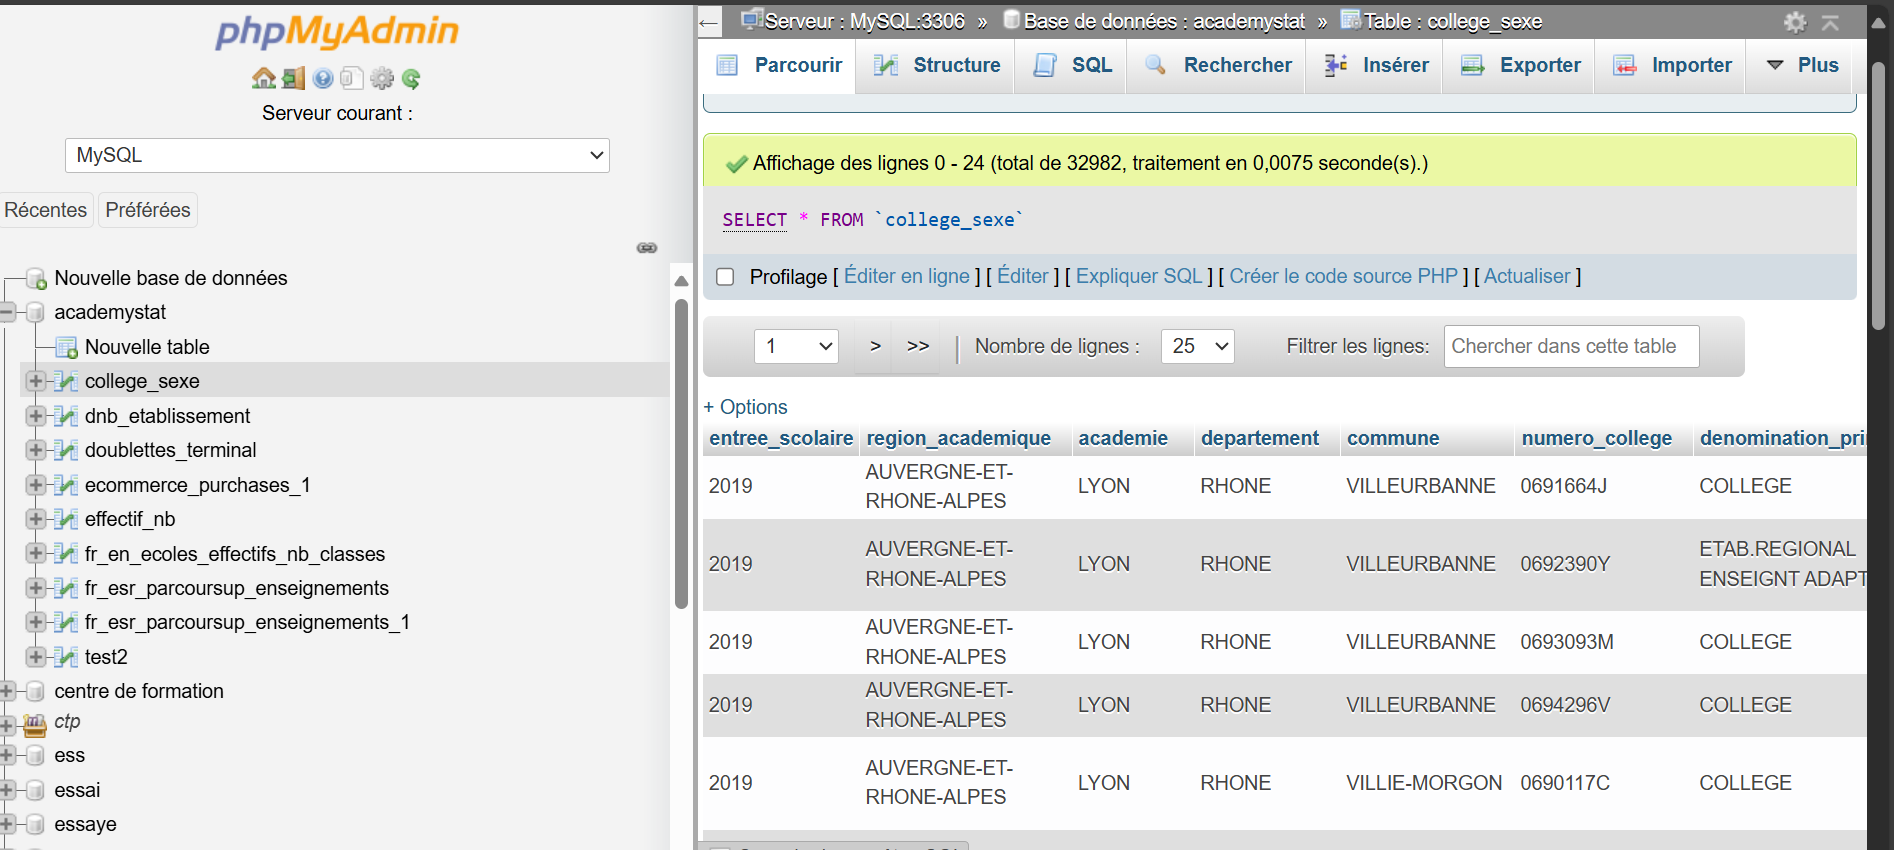 phpMyAdmin
Serveur courant :
MySQL
Récentes
Préférées
Nouvelle base de données
academystat
Nouvelle table
college_sexe
dnb_etablissement
doublettes_terminal
ecommerce_purchases_1
effectif_nb
fr_en_ecoles_effectifs_nb_classes
fr_esr_parcoursup_enseignements
fr_esr_parcoursup_enseignements_1
test2
centre de formation
ctp
ess
essai
essaye
Serveur : MySQL:3306 » Base de données : academystat » Table : college_sexe
Parcourir Structure SQL Rechercher Insérer Exporter Importer Plus
Affichage des lignes 0 - 24 (total de 32982, traitement en 0,0075 seconde(s).)
SELECT * FROM `college_sexe`
Profilage [ Éditer en ligne ] [ Éditer ] [ Expliquer SQL ] [ Créer le code source PHP ] [ Actualiser ]
1 > >> | Nombre de lignes : 25 Filtrer les lignes: Chercher dans cette table
+ Options
entree_scolaire region_academique academie departement commune numero_college denomination_pri
2019 AUVERGNE-ET-RHONE-ALPES LYON RHONE VILLEURBANNE 0691664J COLLEGE
2019 AUVERGNE-ET-RHONE-ALPES LYON RHONE VILLEURBANNE 0692390Y ETAB.REGIONAL ENSEIGNT ADAPT
2019 AUVERGNE-ET-RHONE-ALPES LYON RHONE VILLEURBANNE 0693093M COLLEGE
2019 AUVERGNE-ET-RHONE-ALPES LYON RHONE VILLEURBANNE 0694296V COLLEGE
2019 AUVERGNE-ET-RHONE-ALPES LYON RHONE VILLIE-MORGON 0690117C COLLEGE